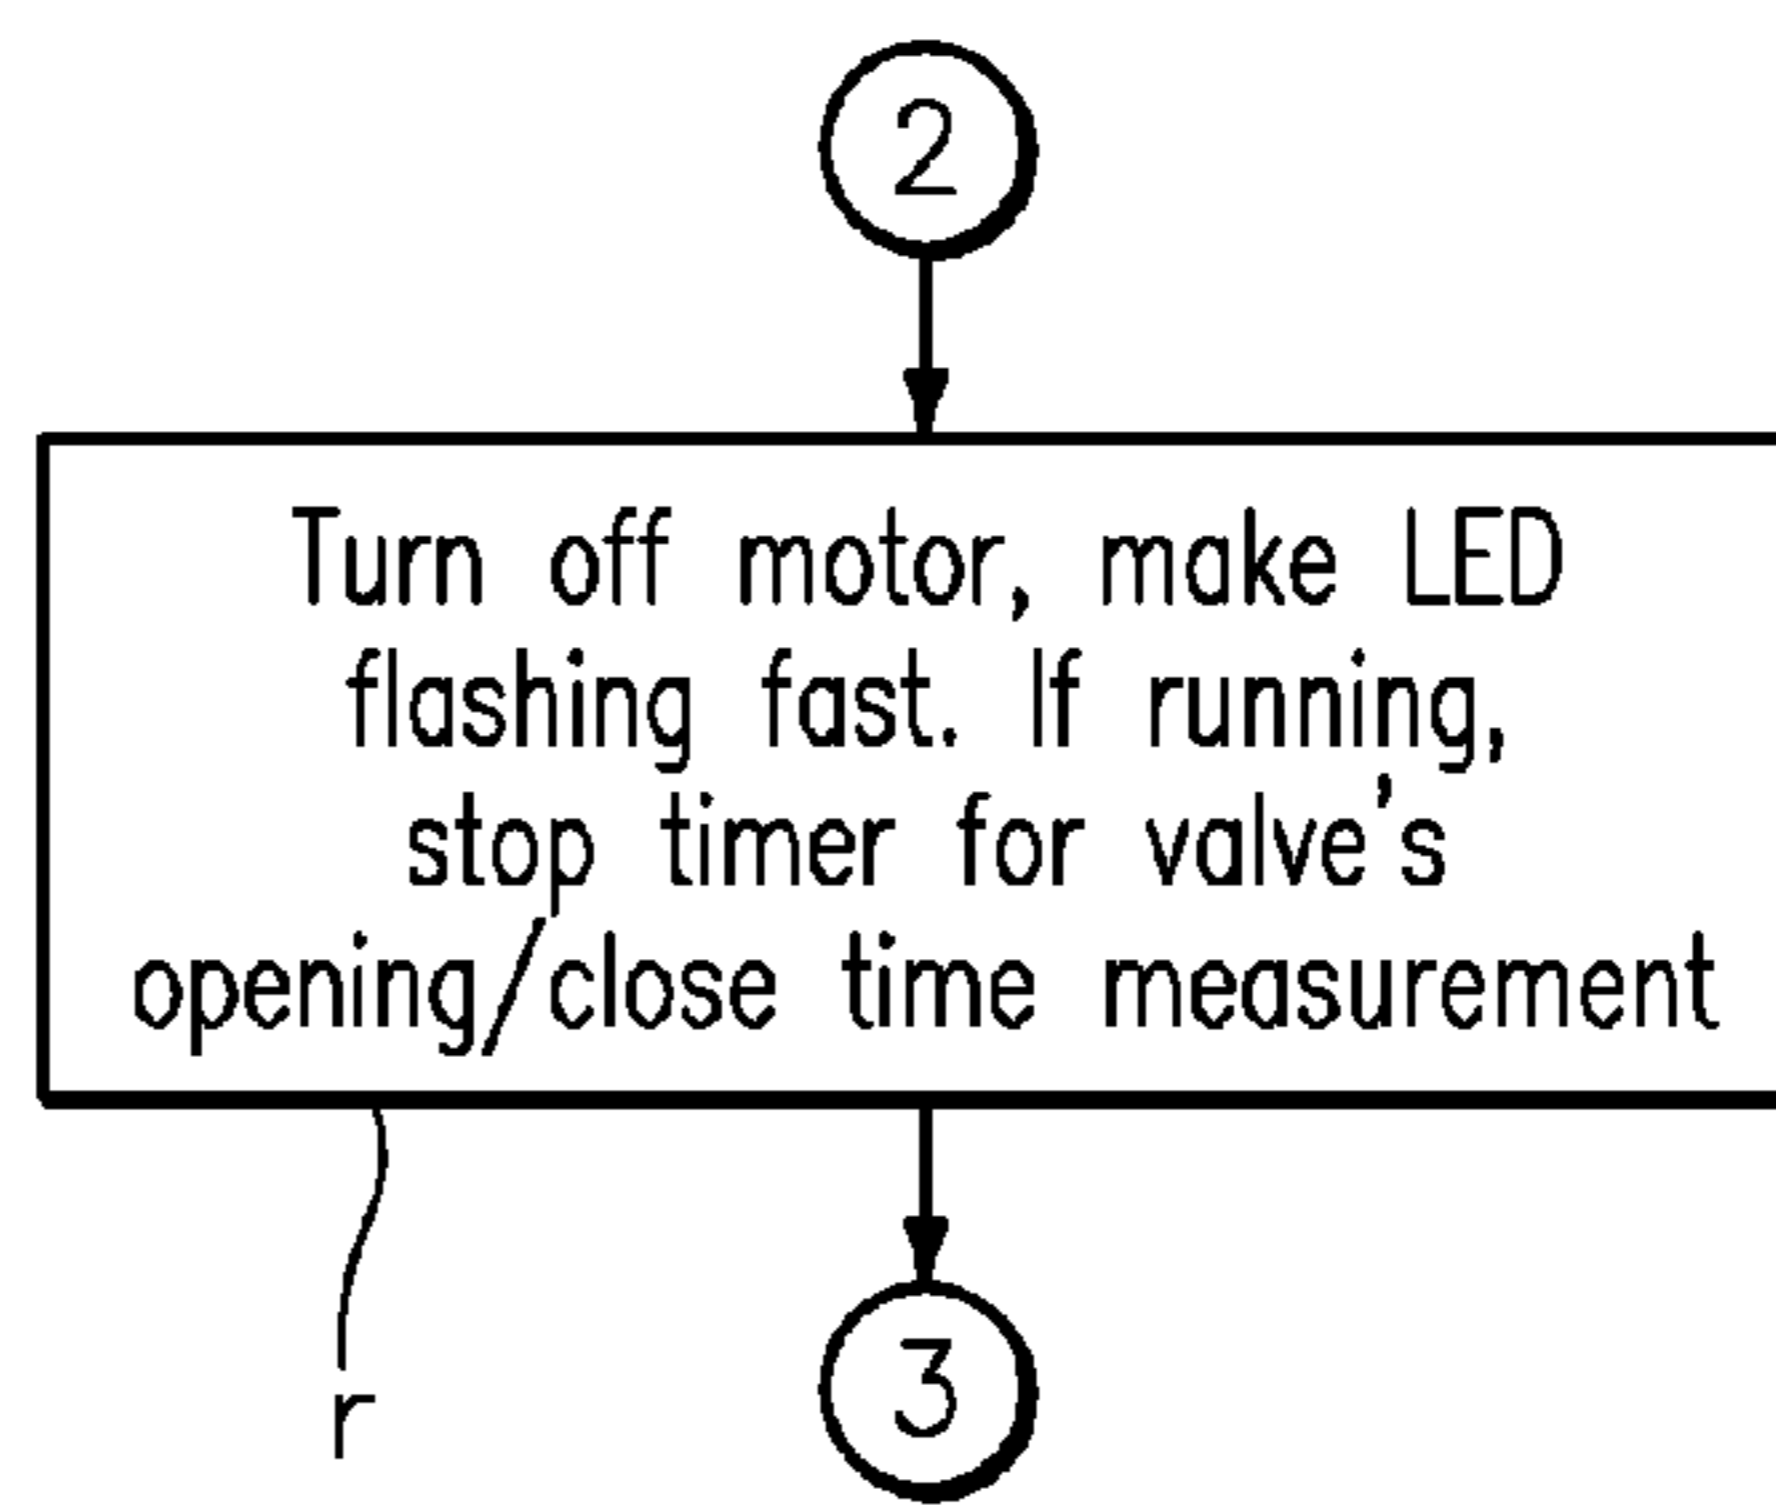 2
Turn off motor, make LED
flashing fast. If running,
stop timer for valve's
opening/close time measurement
r
3